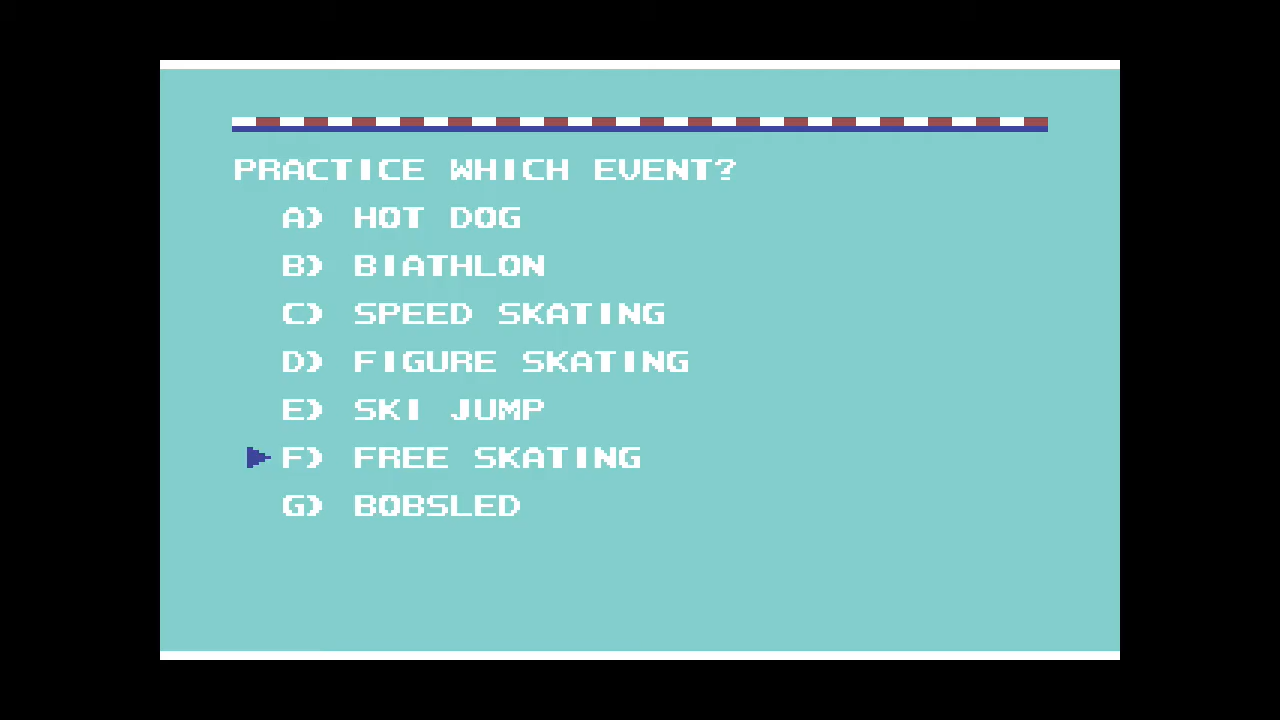 PRACTICE WHICH EVENT?
A) HOT DOG
B) BIATHLON
C) SPEED SKATING
D) FIGURE SKATING
E) SKI JUMP
F) FREE SKATING
G) BOBSLED